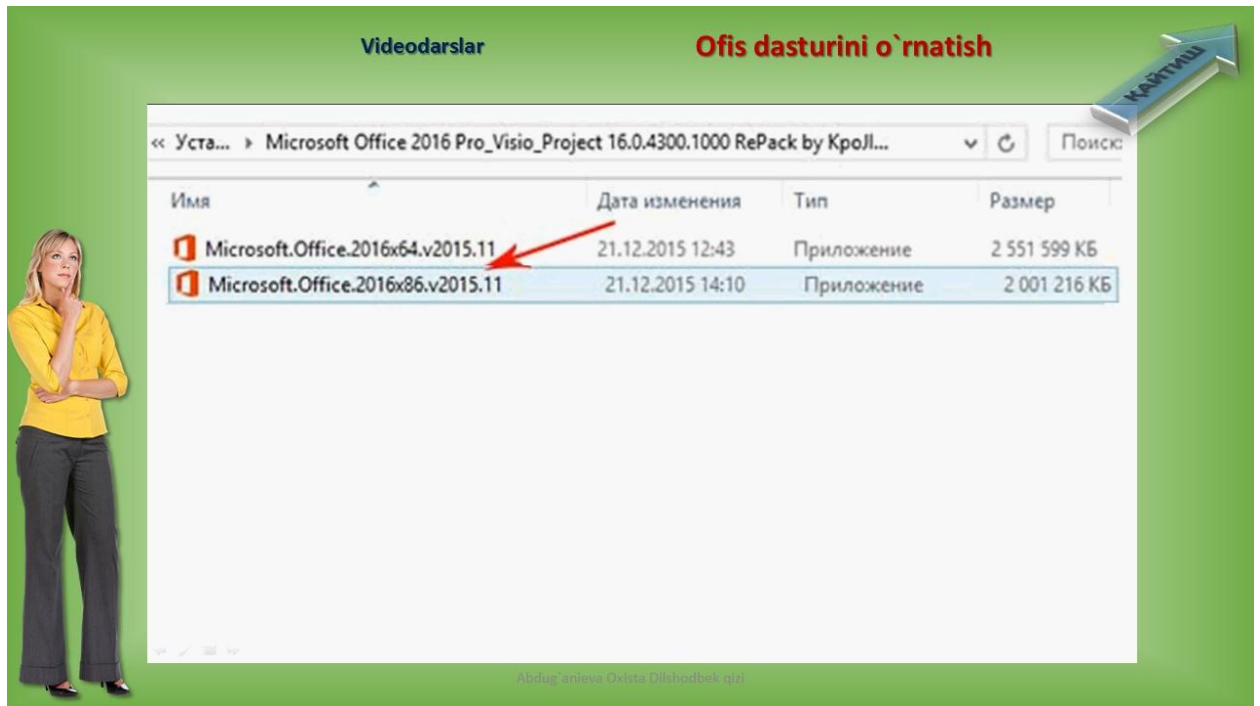 Videodarslar
Ofis dasturini o`rnatish
ҚАЙТИШ
« Уста... Microsoft Office 2016 Pro_Visio_Project 16.0.4300.1000 RePack by KpoJI... Поиск
Имя Дата изменения Тип Размер
Microsoft.Office.2016x64.v2015.11 21.12.2015 12:43 Приложение 2 551 599 КБ
Microsoft.Office.2016x86.v2015.11 21.12.2015 14:10 Приложение 2 001 216 КБ
Abdug`anieva Oxista Dilshodbek qizi